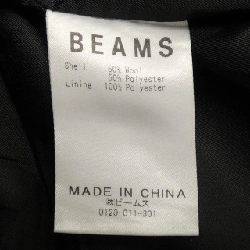 BEAMS
Shell 50% Wool
50% Polyester
Lining 100% Polyester
MADE IN CHINA
㈱ビームス
0120-011-301